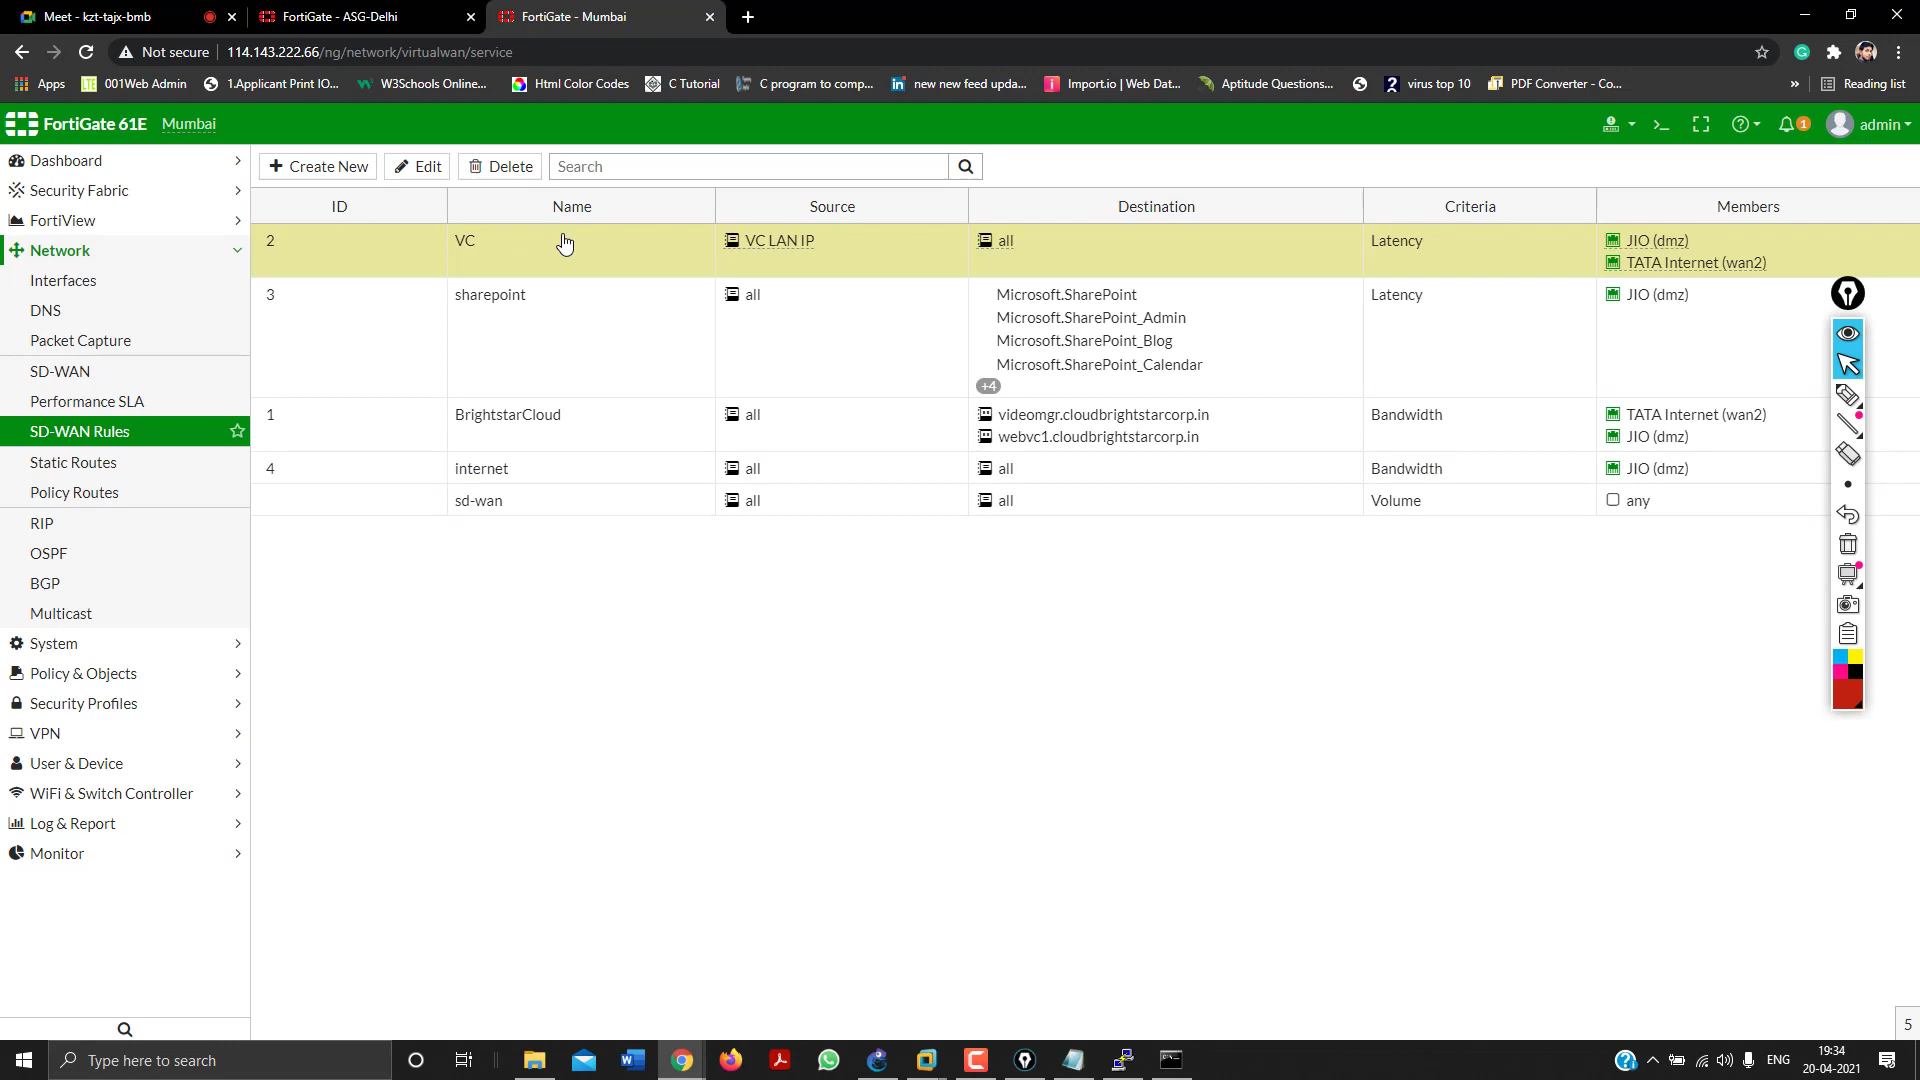 Meet - kzt-tajx-bmb
FortiGate - ASG-Delhi
FortiGate - Mumbai
Not secure
114.143.222.66/ng/network/virtualwan/service
Apps
001Web Admin
1.Applicant Print IO...
W3Schools Online...
Html Color Codes
C Tutorial
C program to comp...
new new feed upda...
Import.io | Web Dat...
Aptitude Questions...
virus top 10
PDF Converter - Co...
»
Reading list
FortiGate 61E Mumbai
1
admin
Dashboard
Security Fabric
FortiView
Network
Interfaces
DNS
Packet Capture
SD-WAN
Performance SLA
SD-WAN Rules
Static Routes
Policy Routes
RIP
OSPF
BGP
Multicast
System
Policy & Objects
Security Profiles
VPN
User & Device
WiFi & Switch Controller
Log & Report
Monitor
+ Create New Edit Delete Search
ID Name Source Destination Criteria Members
2 VC VC LAN IP all Latency JIO (dmz)
TATA Internet (wan2)
3 sharepoint all Microsoft.SharePoint Latency JIO (dmz)
Microsoft.SharePoint_Admin
Microsoft.SharePoint_Blog
Microsoft.SharePoint_Calendar
+4
1 BrightstarCloud all videomgr.cloudbrightstarcorp.in Bandwidth TATA Internet (wan2)
webvc1.cloudbrightstarcorp.in JIO (dmz)
4 internet all all Bandwidth JIO (dmz)
sd-wan all all Volume any
5
Type here to search
ENG
19:34
20-04-2021